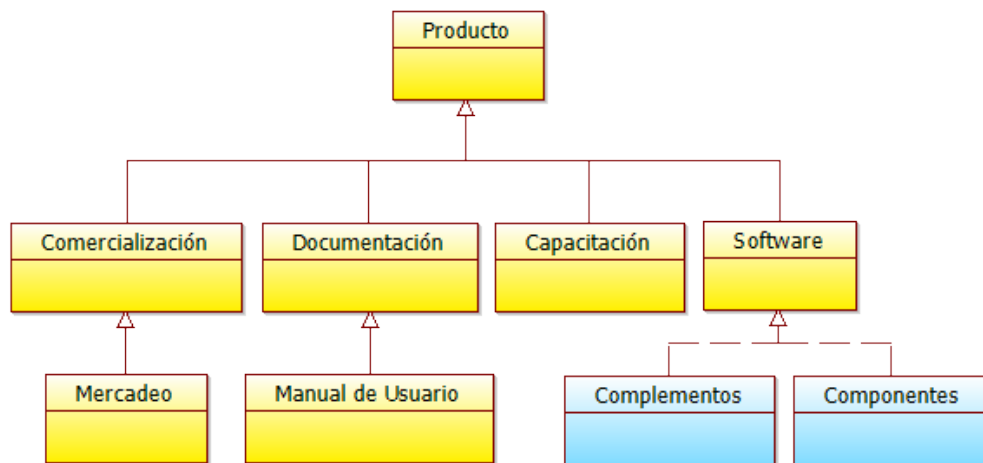 Producto
Comercialización
Documentación
Capacitación
Software
Mercadeo
Manual de Usuario
Complementos
Componentes